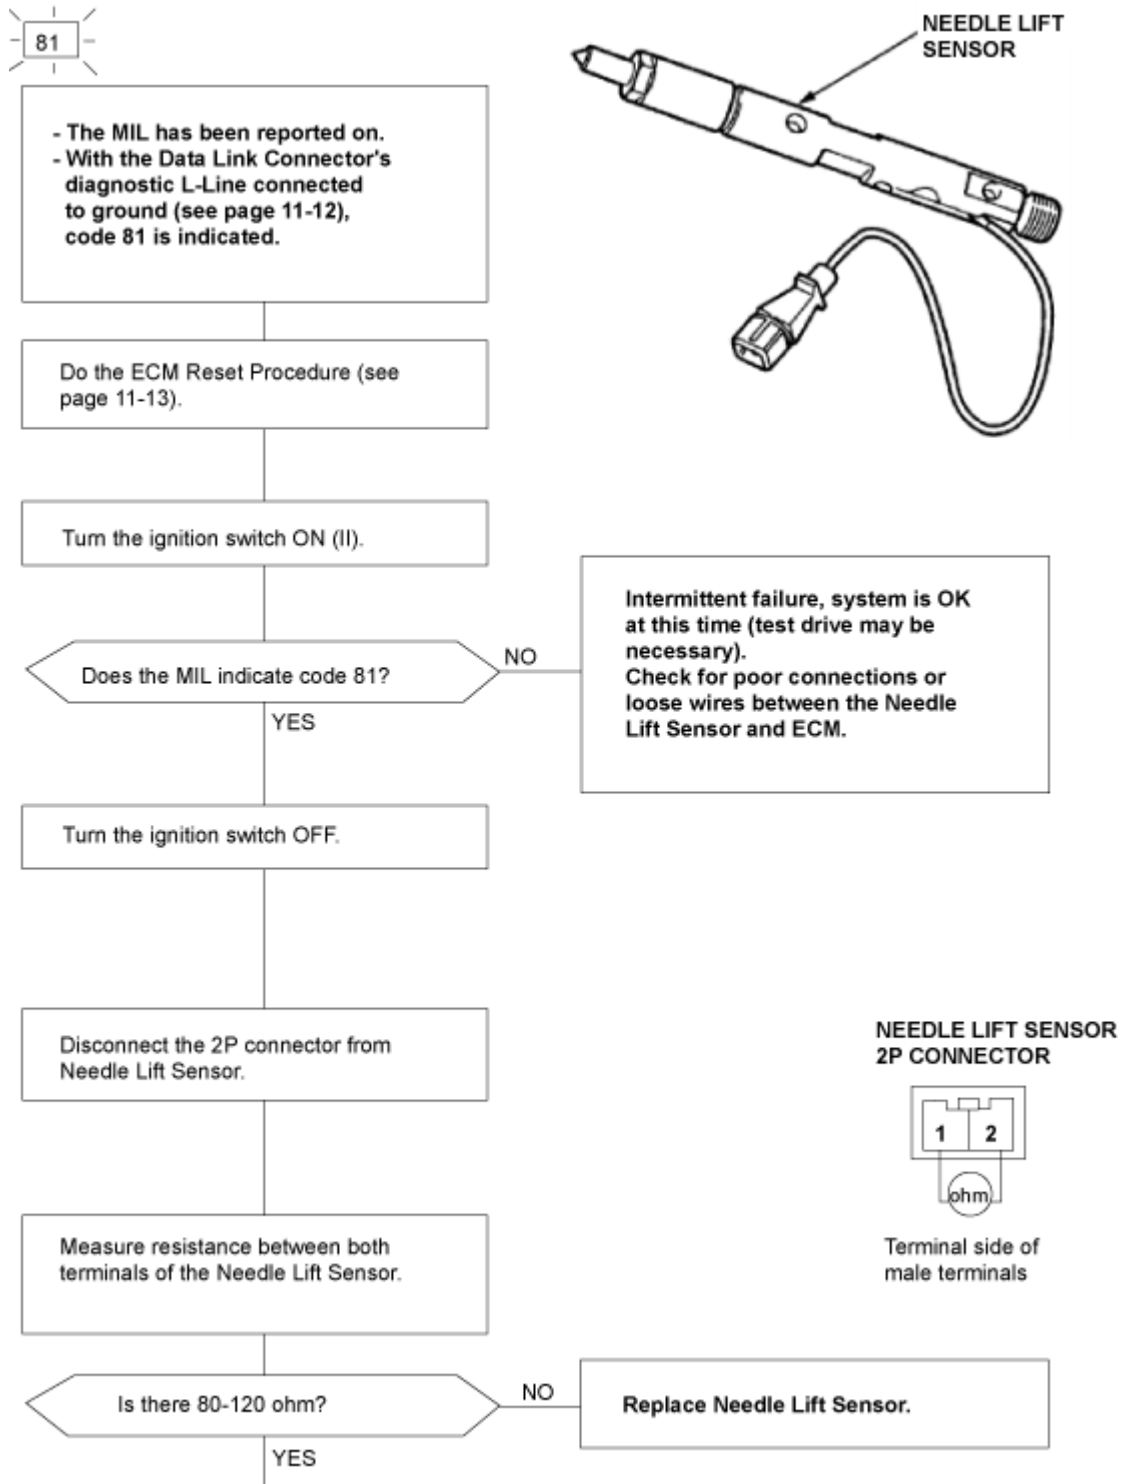 81
NEEDLE LIFT
SENSOR
- The MIL has been reported on.
- With the Data Link Connector's
diagnostic L-Line connected
to ground (see page 11-12),
code 81 is indicated.
Do the ECM Reset Procedure (see
page 11-13).
Turn the ignition switch ON (II).
Does the MIL indicate code 81?
NO
Intermittent failure, system is OK
at this time (test drive may be
necessary).
Check for poor connections or
loose wires between the Needle
Lift Sensor and ECM.
YES
Turn the ignition switch OFF.
Disconnect the 2P connector from
Needle Lift Sensor.
NEEDLE LIFT SENSOR
2P CONNECTOR
1 2
ohm
Terminal side of
male terminals
Measure resistance between both
terminals of the Needle Lift Sensor.
Is there 80-120 ohm?
NO
Replace Needle Lift Sensor.
YES